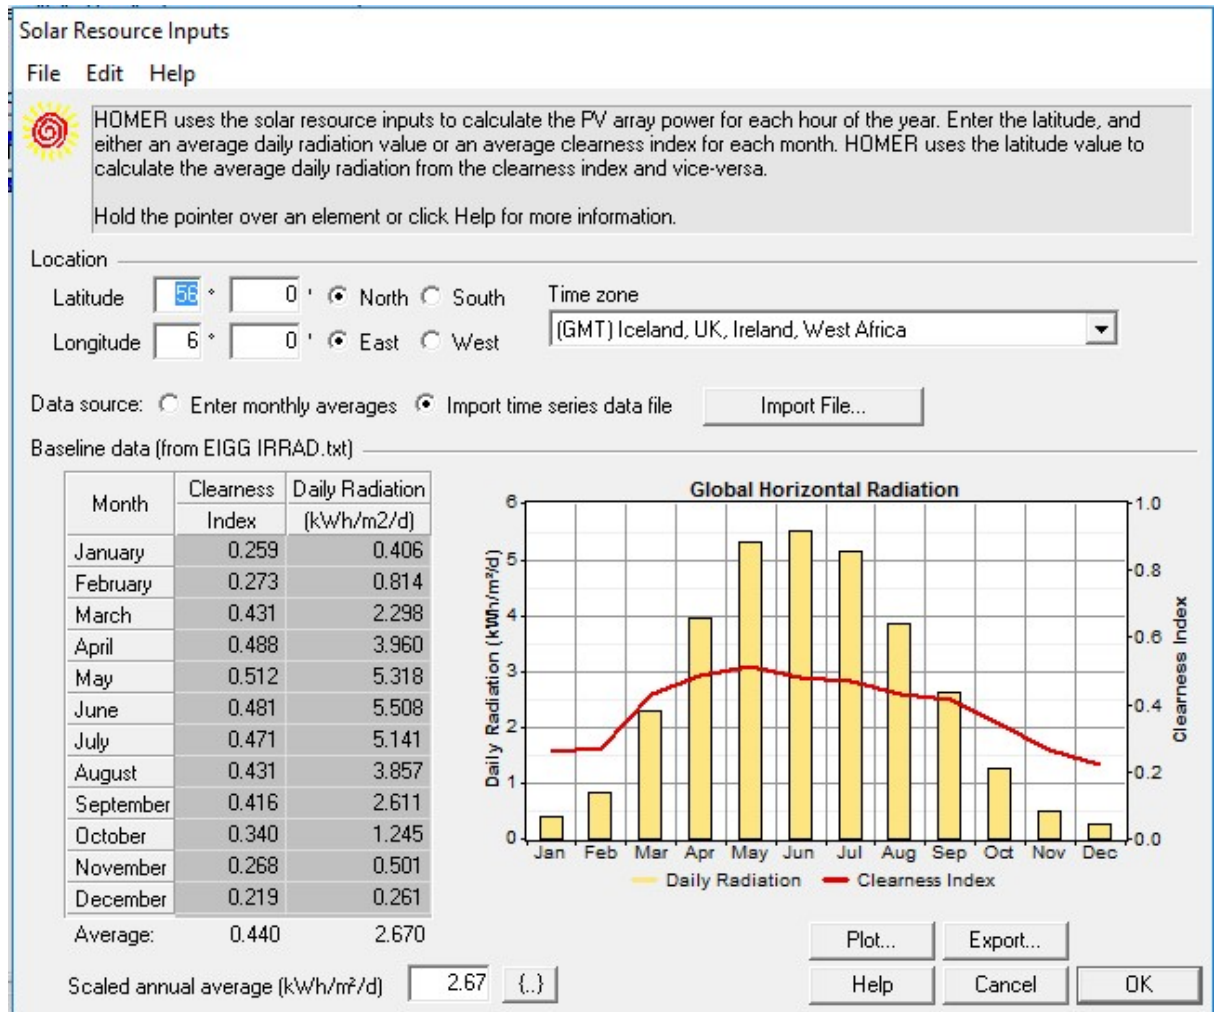 Solar Resource Inputs
File Edit Help
HOMER uses the solar resource inputs to calculate the PV array power for each hour of the year. Enter the latitude, and
either an average daily radiation value or an average clearness index for each month. HOMER uses the latitude value to
calculate the average daily radiation from the clearness index and vice-versa.
Hold the pointer over an element or click Help for more information.
Location
Latitude 56 ° 0 ' North South
Time zone
Longitude 6 ° 0 ' East West
(GMT) Iceland, UK, Ireland, West Africa
Data source: Enter monthly averages Import time series data file Import File...
Baseline data (from EIGG IRRAD.txt)
Month Clearness Index Daily Radiation (kWh/m2/d)
January 0.259 0.406
February 0.273 0.814
March 0.431 2.298
April 0.488 3.960
May 0.512 5.318
June 0.481 5.508
July 0.471 5.141
August 0.431 3.857
September 0.416 2.611
October 0.340 1.245
November 0.268 0.501
December 0.219 0.261
Average: 0.440 2.670
Scaled annual average (kWh/m²/d) 2.67 {..}
Global Horizontal Radiation
Daily Radiation (kWh/m²/d)
6
5
4
3
2
1
0
1.0
0.8
0.6
0.4
0.2
0.0
Clearness Index
Jan Feb Mar Apr May Jun Jul Aug Sep Oct Nov Dec
Daily Radiation Clearness Index
Plot... Export...
Help Cancel OK